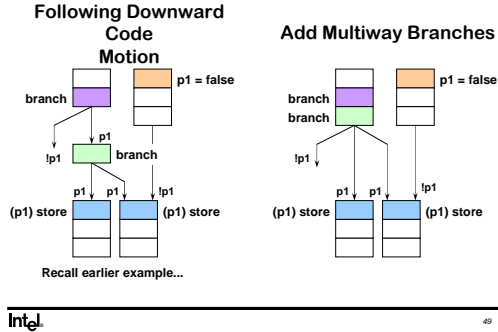 Following Downward
Code
Motion
p1 = false
branch
p1
!p1
branch
p1
p1
!p1
(p1) store
(p1) store
Recall earlier example...
Add Multiway Branches
p1 = false
branch
branch
!p1
p1
p1
!p1
(p1) store
(p1) store
Intel
49